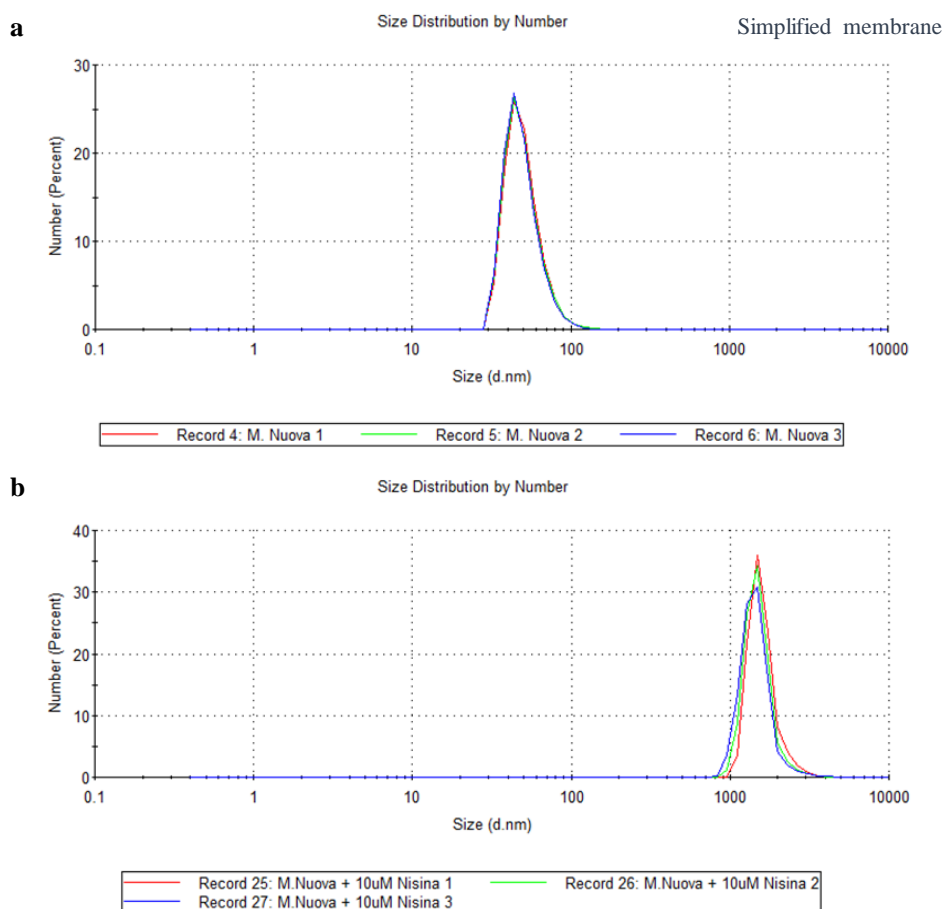 a
Size Distribution by Number
Simplified membrane
30
20
10
0
Number (Percent)
0.1 1 10 100 1000 10000
Size (d.nm)
Record 4: M. Nuova 1 Record 5: M. Nuova 2 Record 6: M. Nuova 3
b
Size Distribution by Number
40
30
20
10
0
Number (Percent)
0.1 1 10 100 1000 10000
Size (d.nm)
Record 25: M.Nuova + 10uM Nisina 1 Record 26: M.Nuova + 10uM Nisina 2
Record 27: M.Nuova + 10uM Nisina 3